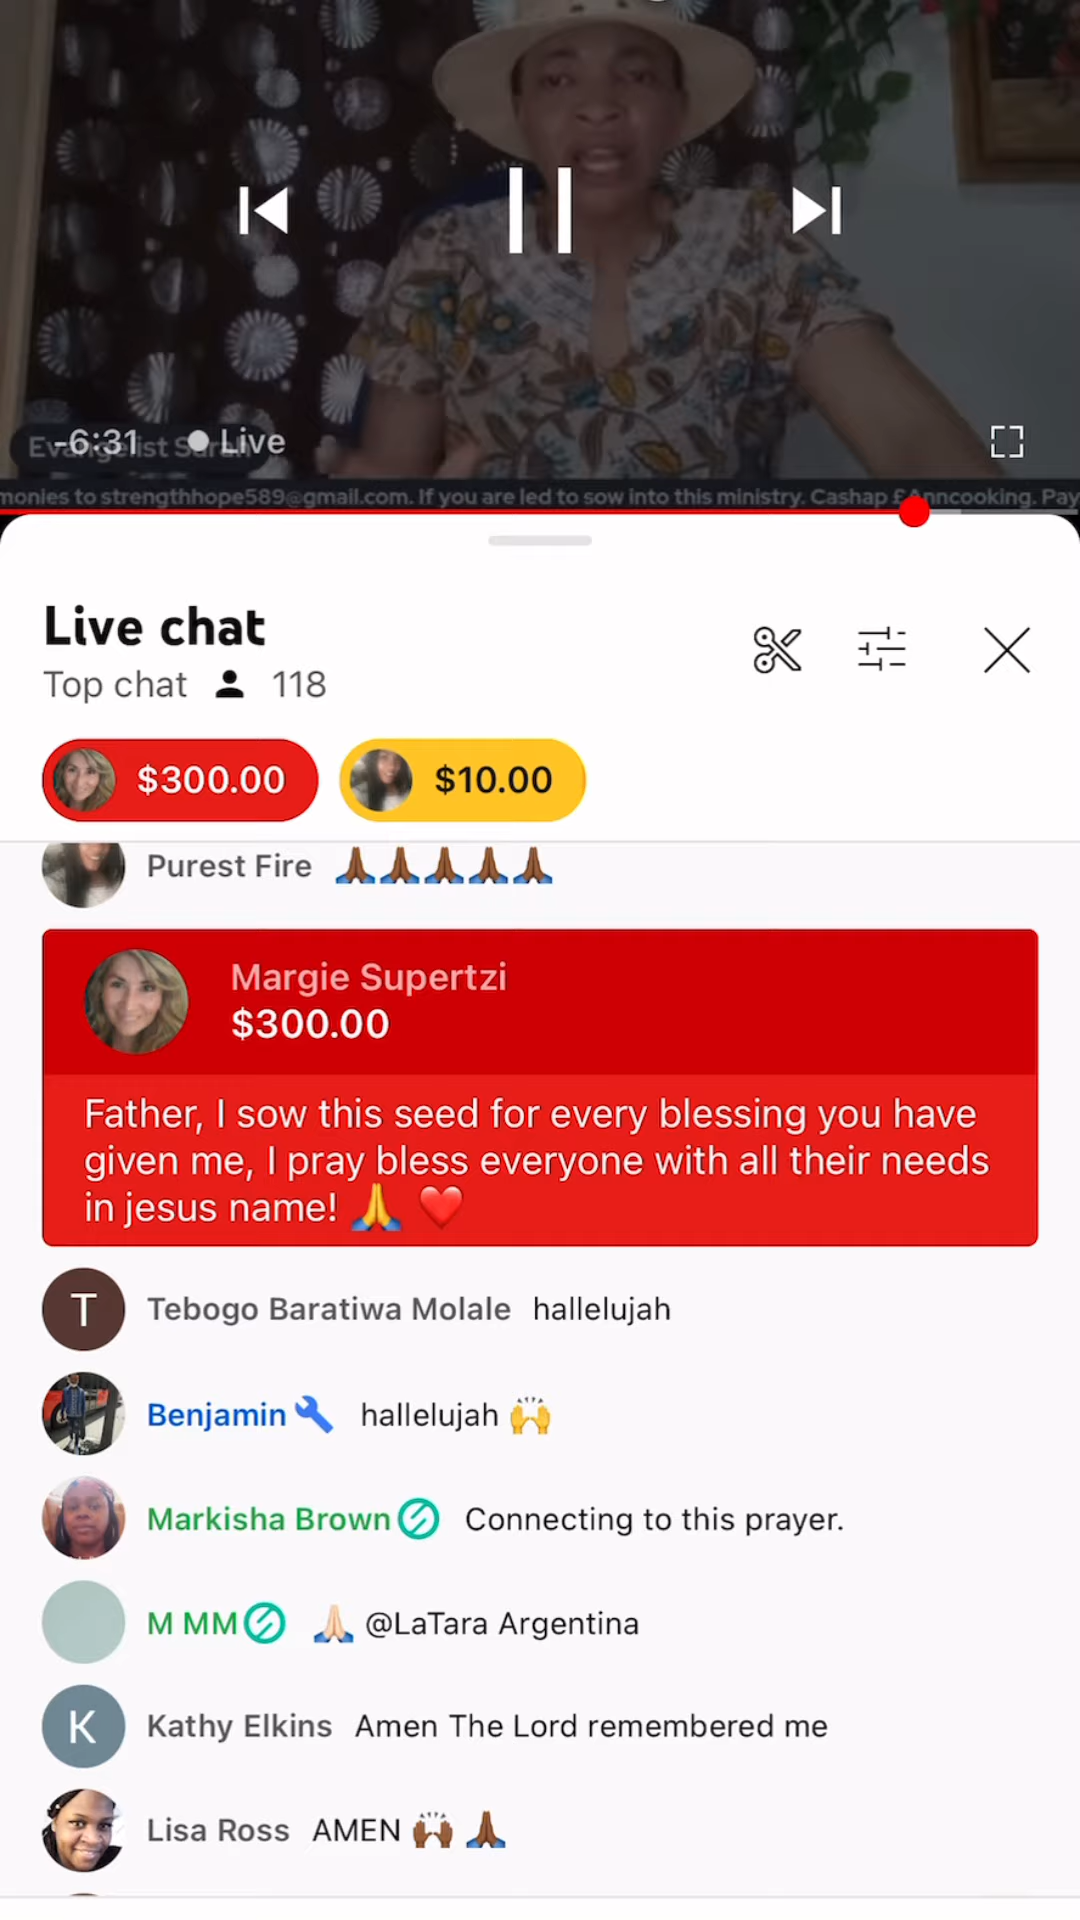 Evangelist Sarah
-6:31 Live
monies to strengthhope589@gmail.com. If you are led to sow into this ministry. Cashap £Anncooking. Pay
Live chat
Top chat 118
$300.00 $10.00
Purest Fire 🙏🏾🙏🏾🙏🏾🙏🏾🙏🏾
Margie Supertzi
$300.00
Father, I sow this seed for every blessing you have
given me, I pray bless everyone with all their needs
in jesus name! 🙏 ❤️
T Tebogo Baratiwa Molale hallelujah
Benjamin hallelujah 🙌
Markisha Brown Connecting to this prayer.
M MM 🙏🏻 @LaTara Argentina
K Kathy Elkins Amen The Lord remembered me
Lisa Ross AMEN 🙌🏾 🙏🏾